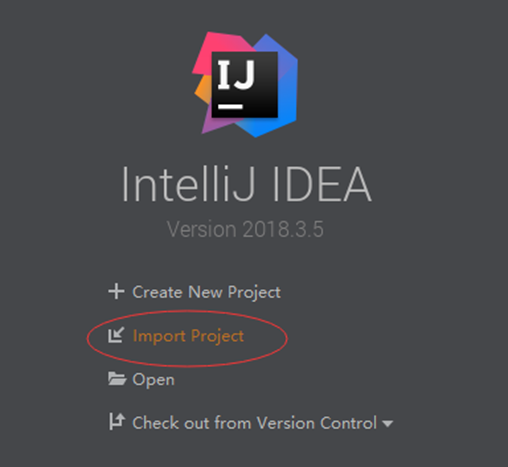 IJ
IntelliJ IDEA
Version 2018.3.5
Create New Project
Import Project
Open
Check out from Version Control